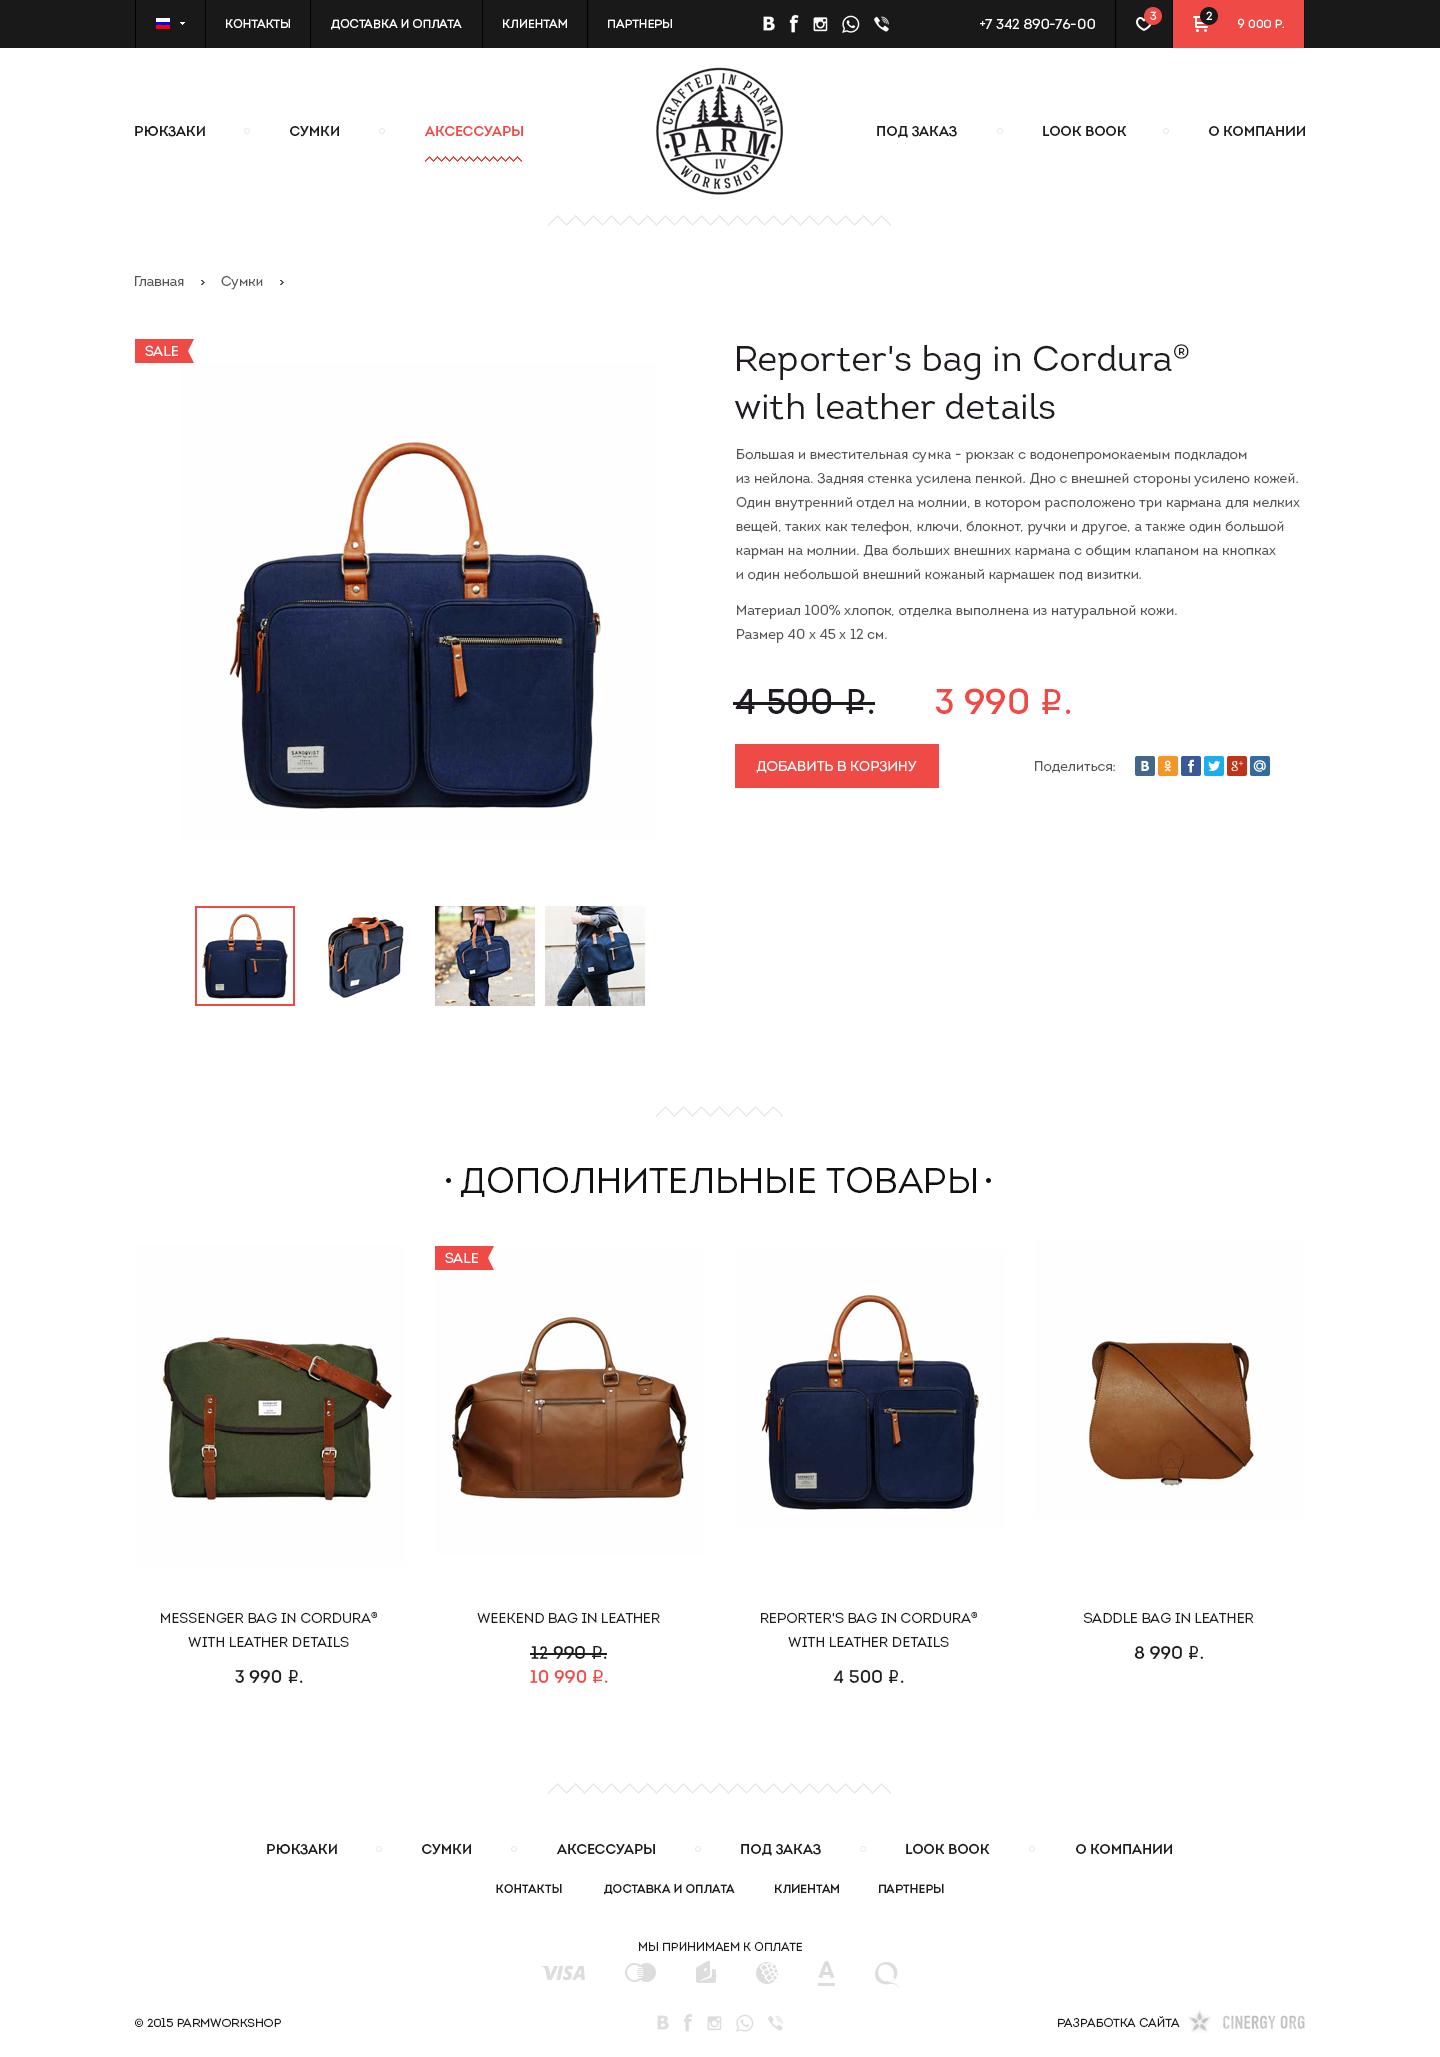 КОНТАКТЫ ДОСТАВКА И ОПЛАТА КЛИЕНТАМ ПАРТНЕРЫ +7 342 890-76-00 3 2 9 000 Р.
РЮКЗАКИ СУМКИ АКСЕССУАРЫ ПОД ЗАКАЗ LOOK BOOK О КОМПАНИИ
CRAFTED IN PARMA
PARM
IV
WORKSHOP
Главная › Сумки ›
SALE
Reporter's bag in Cordura®
with leather details
Большая и вместительная сумка - рюкзак с водонепромокаемым подкладом
из нейлона. Задняя стенка усилена пенкой. Дно с внешней стороны усилено кожей.
Один внутренний отдел на молнии, в котором расположено три кармана для мелких
вещей, таких как телефон, ключи, блокнот, ручки и другое, а также один большой
карман на молнии. Два больших внешних кармана с общим клапаном на кнопках
и один небольшой внешний кожаный кармашек под визитки.
Материал 100% хлопок, отделка выполнена из натуральной кожи.
Размер 40 х 45 х 12 см.
4 500 ₽. 3 990 ₽.
ДОБАВИТЬ В КОРЗИНУ Поделиться:
SANDQVIST
· ДОПОЛНИТЕЛЬНЫЕ ТОВАРЫ ·
SALE
MESSENGER BAG IN CORDURA®
WITH LEATHER DETAILS
3 990 ₽.
WEEKEND BAG IN LEATHER
12 990 ₽.
10 990 ₽.
REPORTER'S BAG IN CORDURA®
WITH LEATHER DETAILS
4 500 ₽.
SADDLE BAG IN LEATHER
8 990 ₽.
РЮКЗАКИ СУМКИ АКСЕССУАРЫ ПОД ЗАКАЗ LOOK BOOK О КОМПАНИИ
КОНТАКТЫ ДОСТАВКА И ОПЛАТА КЛИЕНТАМ ПАРТНЕРЫ
МЫ ПРИНИМАЕМ К ОПЛАТЕ
VISA
© 2015 PARMWORKSHOP РАЗРАБОТКА САЙТА CINERGY ORG